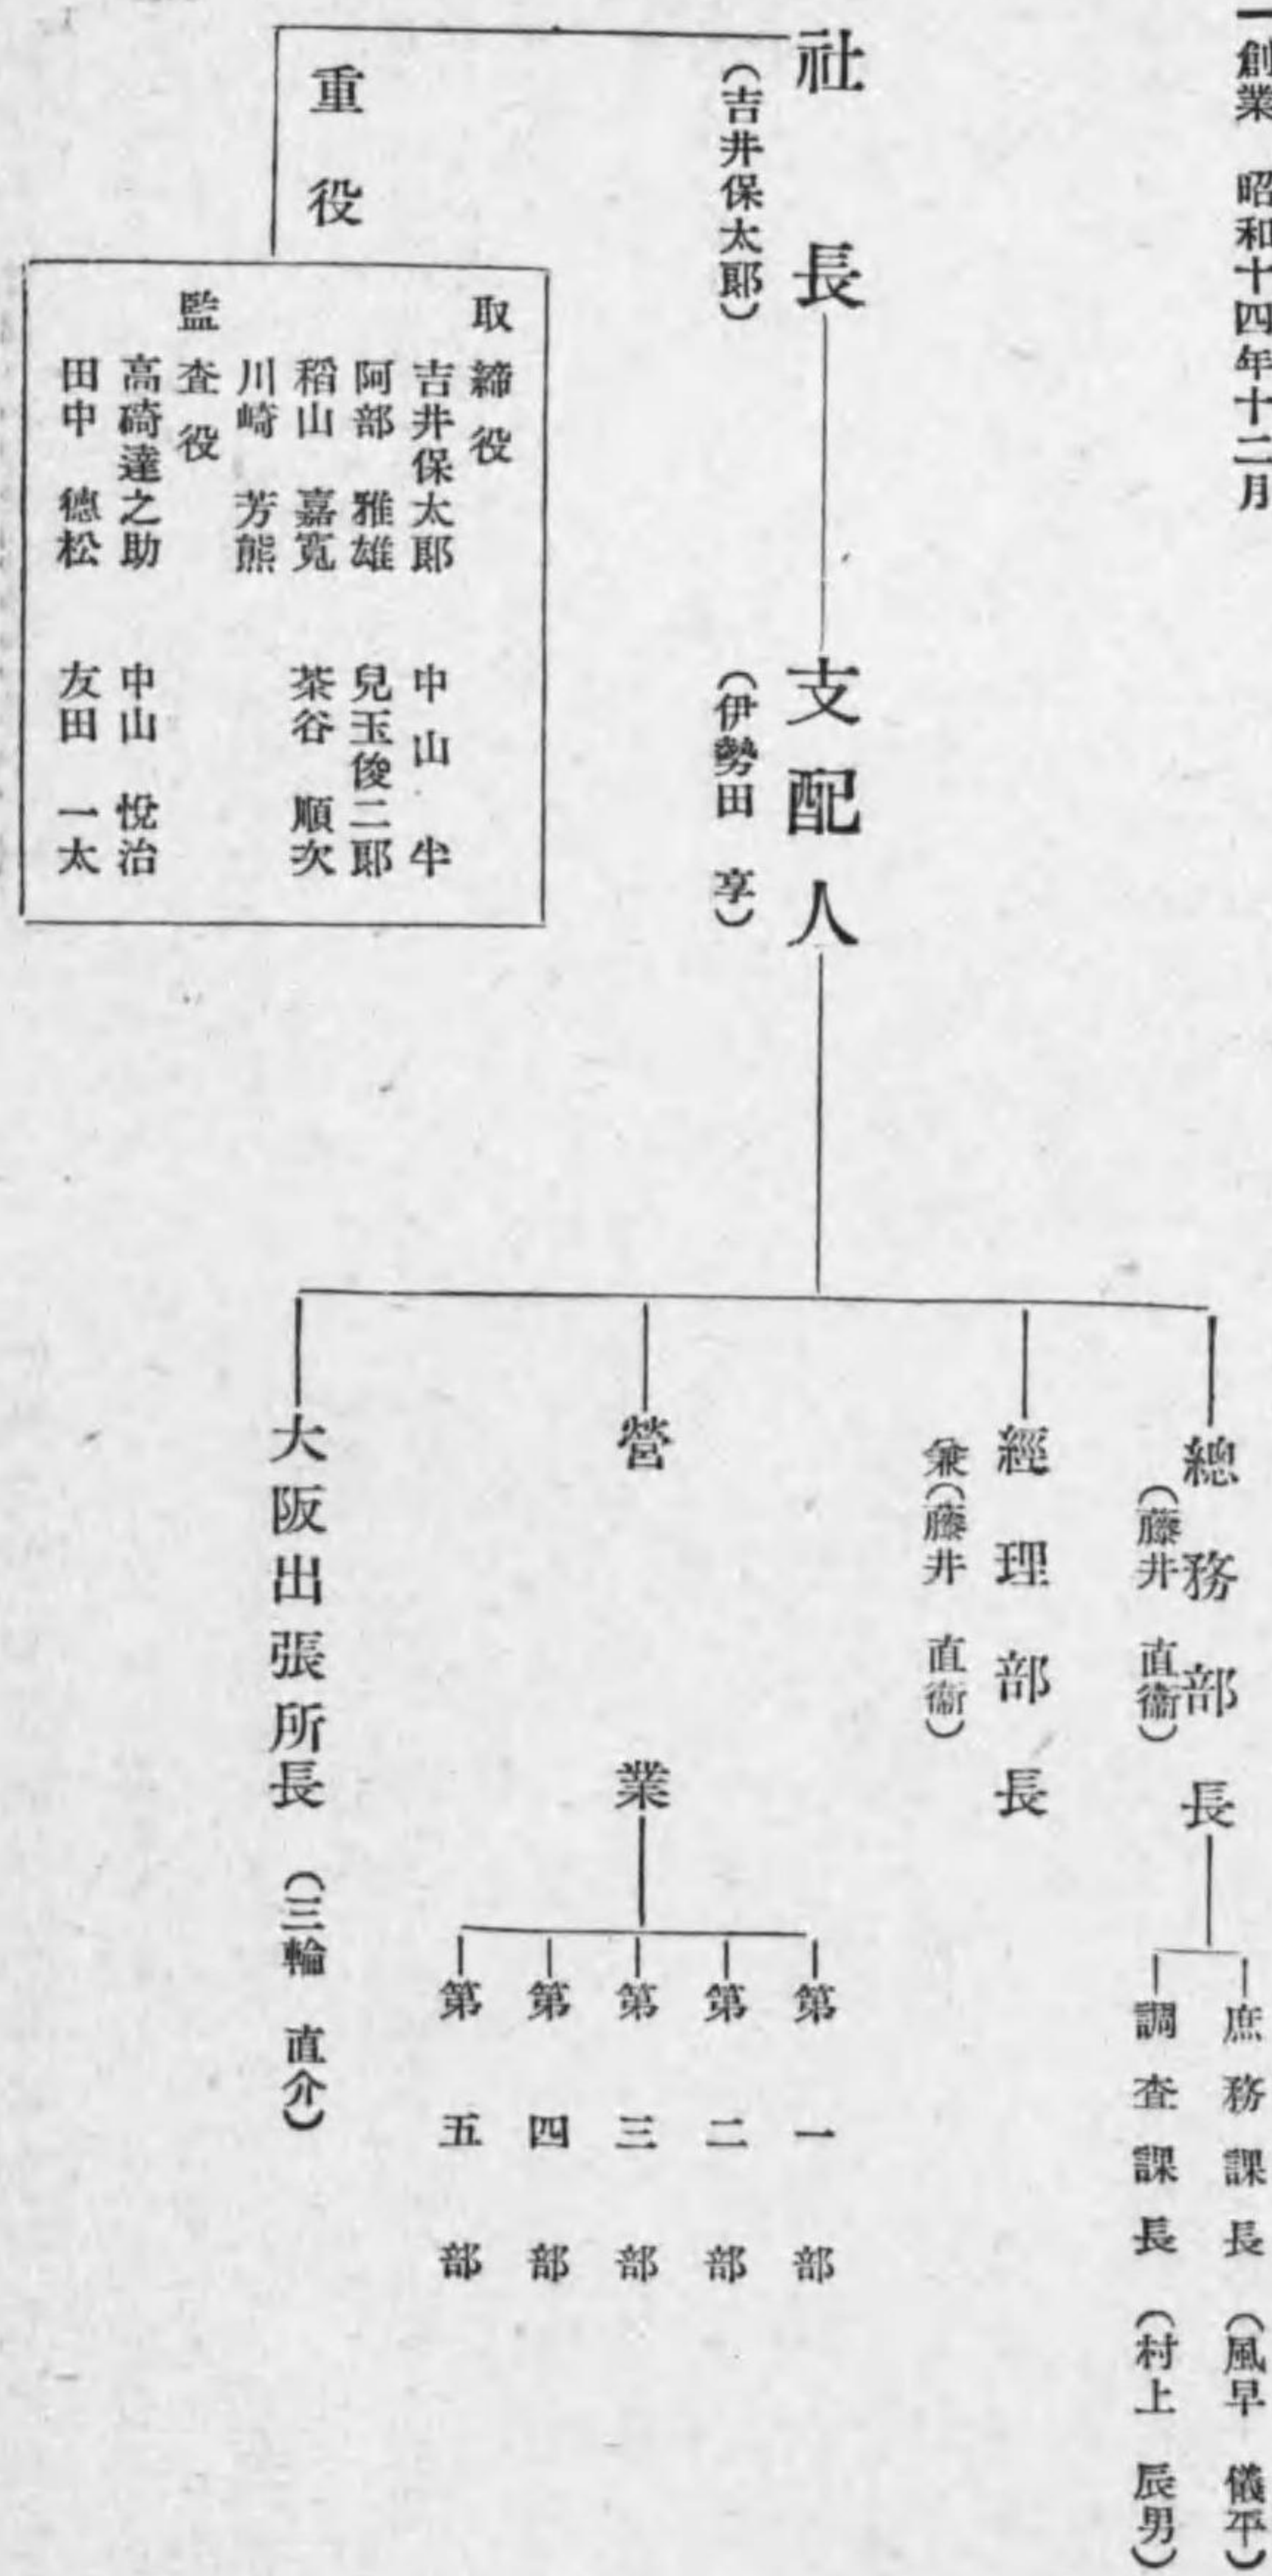 創業 昭和十四年十二月
社長
（吉井保太郎）
支配人
（伊勢田 享）
重役
取締役
吉井保太郎 中山
阿部 雅雄 兒玉俊二郎
稻山 嘉寬 茶谷 順次
川崎 芳熊
監査役
高碕達之助 中山 悅治
田中 德松 友田 一太
總務部長
（藤井 直衞）
庶務課長（風早 儀平）
調査課長（村上 辰男）
經理部長
兼（藤井 直衞）
營業
第一部
第二部
第三部
第四部
第五部
大阪出張所長（三輪 直介）